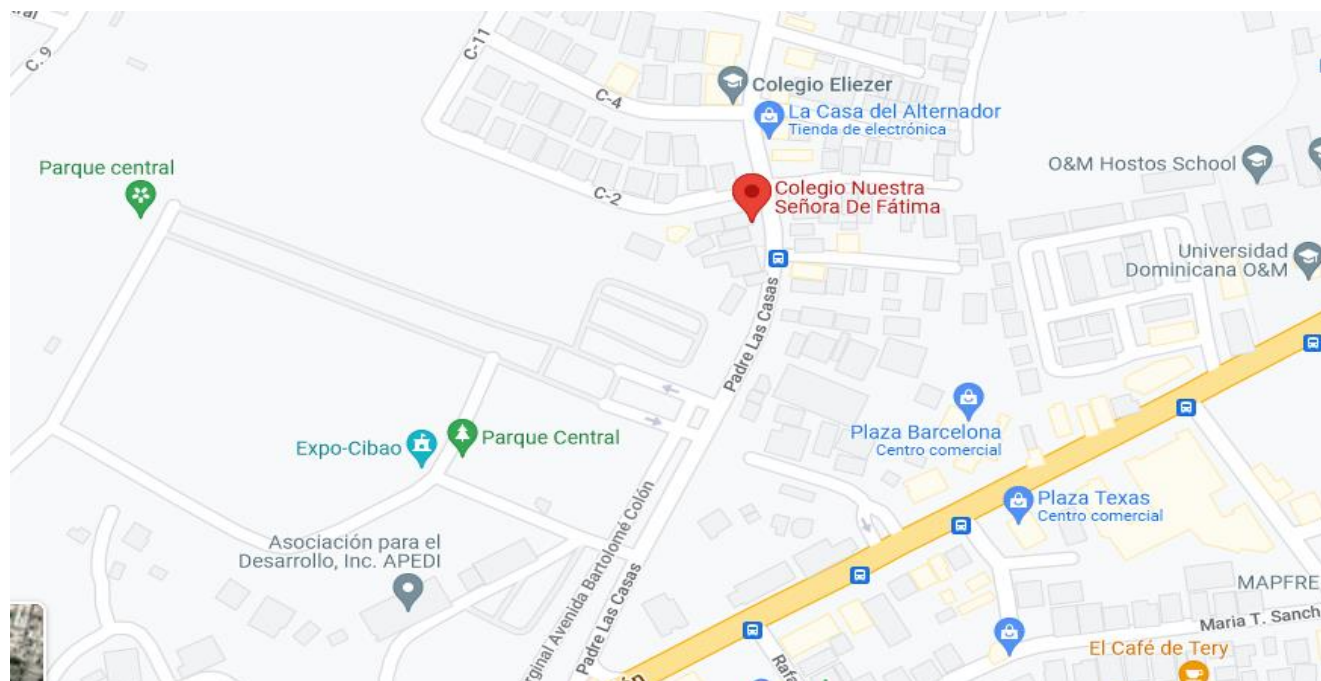 C. 9
C-11
C-4
Colegio Eliezer
La Casa del Alternador
Tienda de electrónica
Parque central
O&M Hostos School
C-2
Colegio Nuestra
Señora De Fátima
Universidad
Dominicana O&M
Padre Las Casas
Expo-Cibao
Parque Central
Plaza Barcelona
Centro comercial
Plaza Texas
Centro comercial
Asociación para el
Desarrollo, Inc. APEDI
Avenida Bartolomé Colón
Padre Las Casas
MAPFRE
Maria T.
El Café de Tery